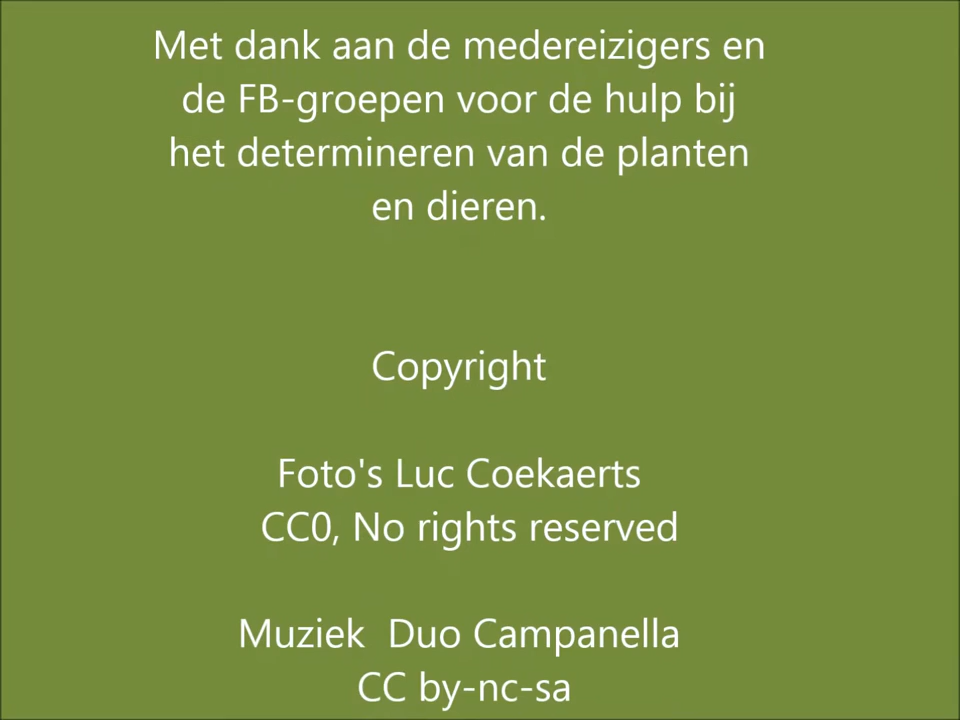 Met dank aan de medereizigers en
de FB-groepen voor de hulp bij
het determineren van de planten
en dieren.
Copyright
Foto's Luc Coekaerts
CC0, No rights reserved
Muziek  Duo Campanella
CC by-nc-sa